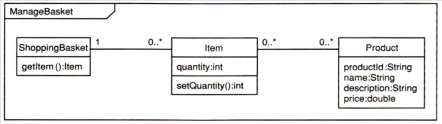 ManageBasket
ShoppingBasket 1 0..* Item 0..* 0..* Product
getItem():Item
quantity:int
setQuantity():int
productId:String
name:String
description:String
price:double